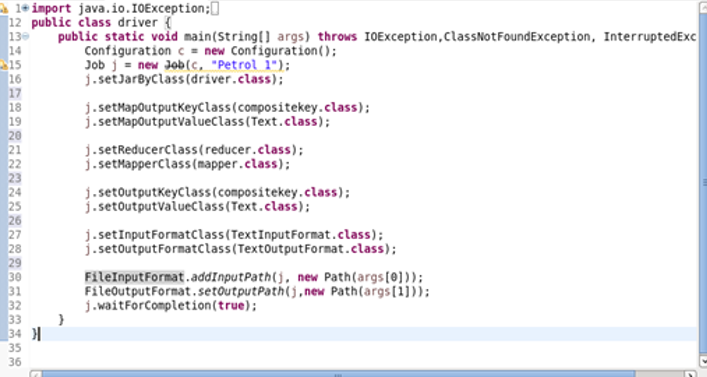 1 import java.io.IOException;
12 public class driver {
13 public static void main(String[] args) throws IOException,ClassNotFoundException, InterruptedExc
14 Configuration c = new Configuration();
15 Job j = new Job(c, "Petrol 1");
16 j.setJarByClass(driver.class);
17
18 j.setMapOutputKeyClass(compositekey.class);
19 j.setMapOutputValueClass(Text.class);
20
21 j.setReducerClass(reducer.class);
22 j.setMapperClass(mapper.class);
23
24 j.setOutputKeyClass(compositekey.class);
25 j.setOutputValueClass(Text.class);
26
27 j.setInputFormatClass(TextInputFormat.class);
28 j.setOutputFormatClass(TextOutputFormat.class);
29
30 FileInputFormat.addInputPath(j, new Path(args[0]));
31 FileOutputFormat.setOutputPath(j,new Path(args[1]));
32 j.waitForCompletion(true);
33 }
34 }
35
36